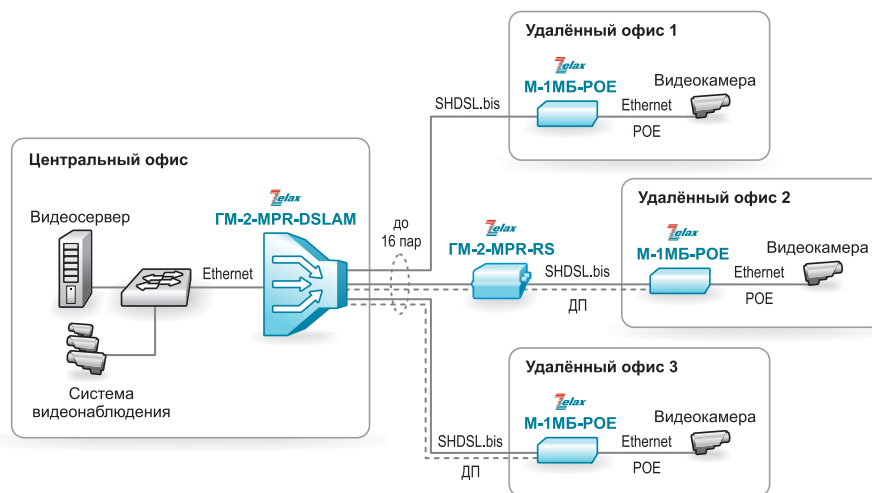 Удалённый офис 1
Zelax
М-1МБ-POE
Видеокамера
SHDSL.bis
Ethernet
POE
Центральный офис
Видеосервер
Zelax
ГМ-2-MPR-DSLAM
Ethernet
Система
видеонаблюдения
до
16 пар
Zelax
ГМ-2-MPR-RS
SHDSL.bis
ДП
Удалённый офис 2
Zelax
М-1МБ-POE
Видеокамера
Ethernet
POE
Удалённый офис 3
Zelax
М-1МБ-POE
Видеокамера
SHDSL.bis
ДП
Ethernet
POE